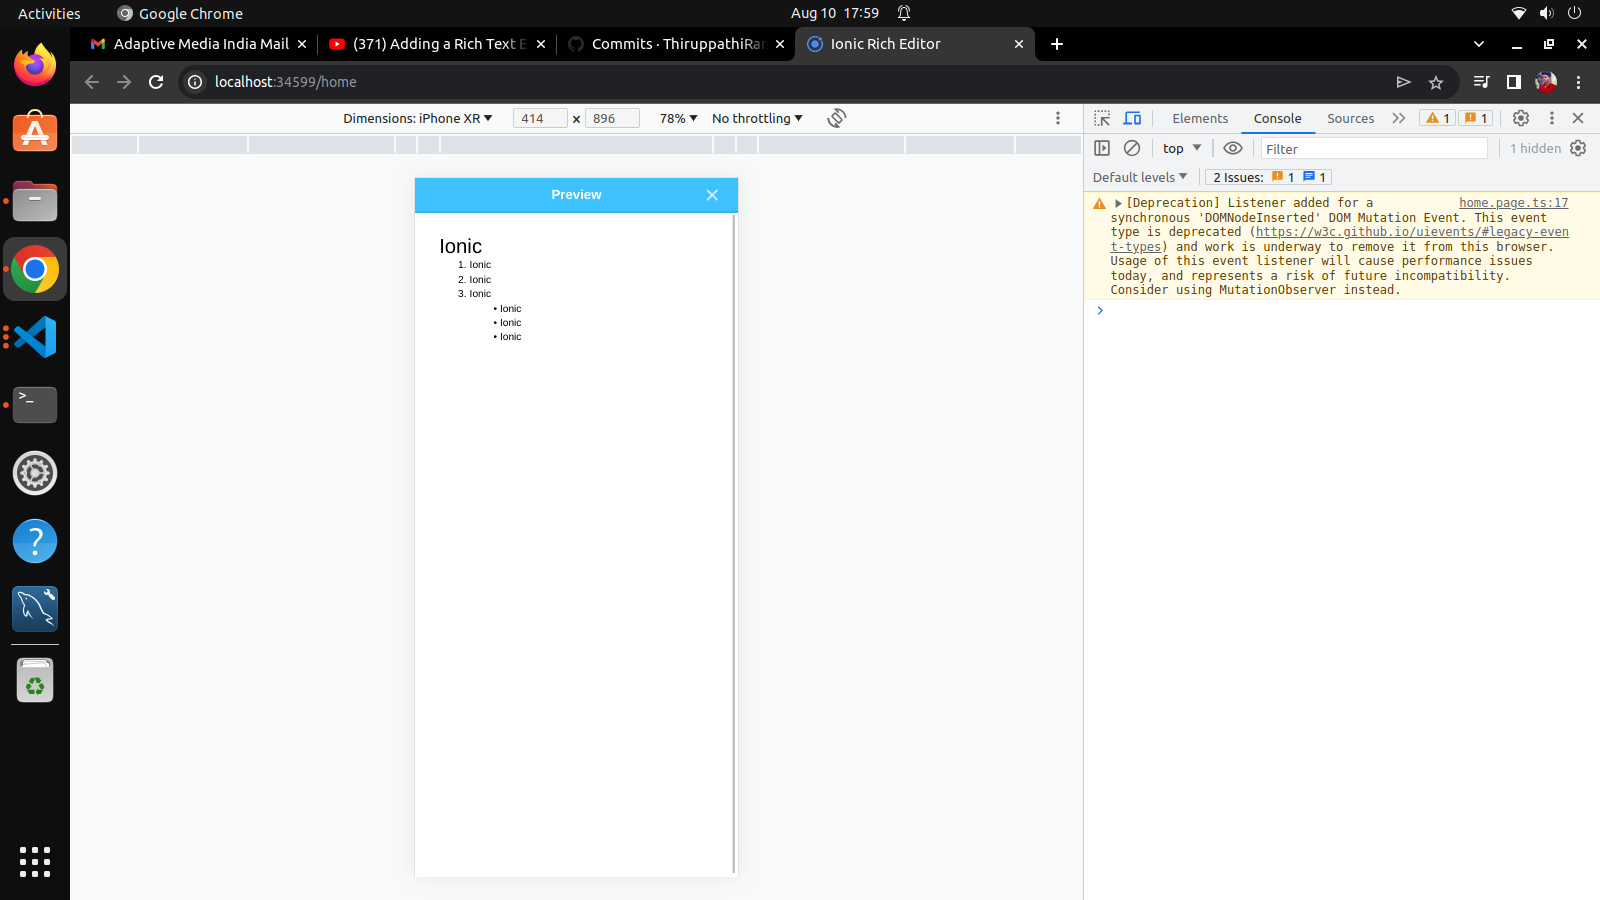 Activities
Google Chrome
Aug 10 17:59
Adaptive Media India Mail
(371) Adding a Rich Text E
Commits · ThiruppathiRan
Ionic Rich Editor
localhost:34599/home
Dimensions: iPhone XR
414 × 896
78%
No throttling
Elements
Console
Sources
1
1
top
Filter
1 hidden
Default levels
2 Issues: 1 1
[Deprecation] Listener added for a home.page.ts:17
synchronous 'DOMNodeInserted' DOM Mutation Event. This event
type is deprecated (https://w3c.github.io/uievents/#legacy-even
t-types) and work is underway to remove it from this browser.
Usage of this event listener will cause performance issues
today, and represents a risk of future incompatibility.
Consider using MutationObserver instead.
Preview
Ionic
1. Ionic
2. Ionic
3. Ionic
• Ionic
• Ionic
• Ionic